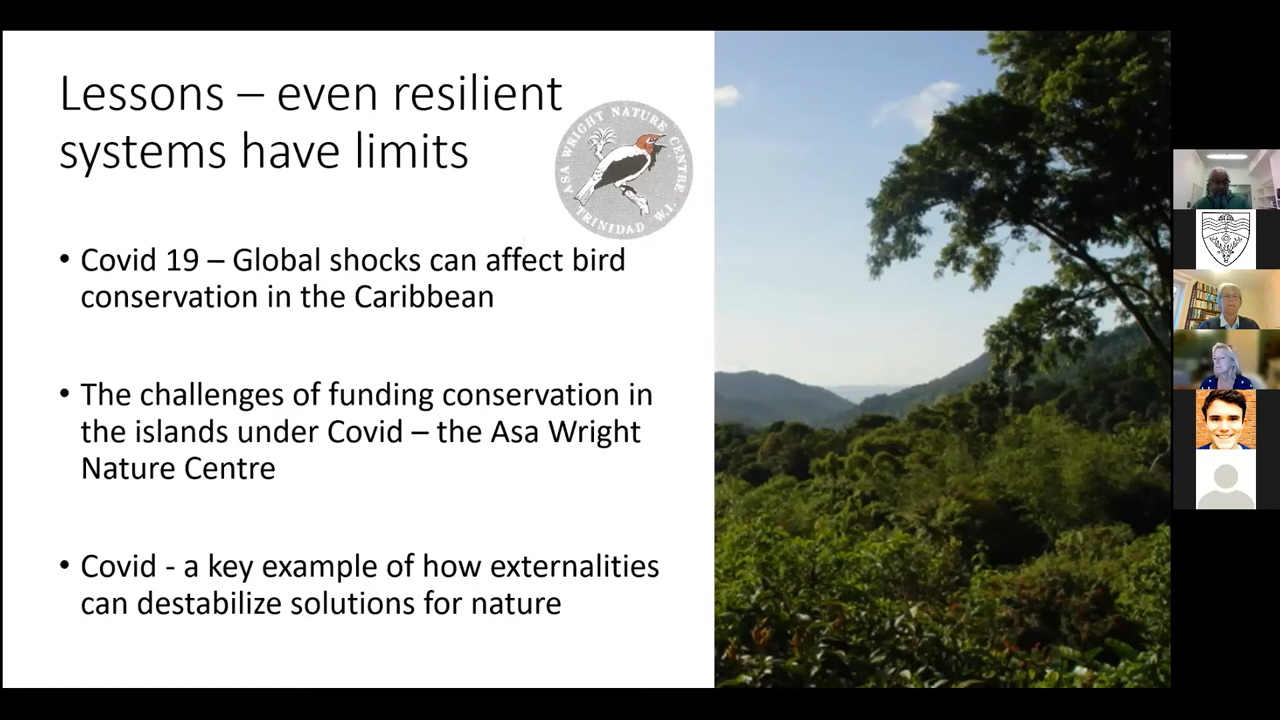 Lessons – even resilient
systems have limits
ASA WRIGHT NATURE CENTRE
TRINIDAD W.I.
• Covid 19 – Global shocks can affect bird
conservation in the Caribbean
• The challenges of funding conservation in
the islands under Covid – the Asa Wright
Nature Centre
• Covid - a key example of how externalities
can destabilize solutions for nature